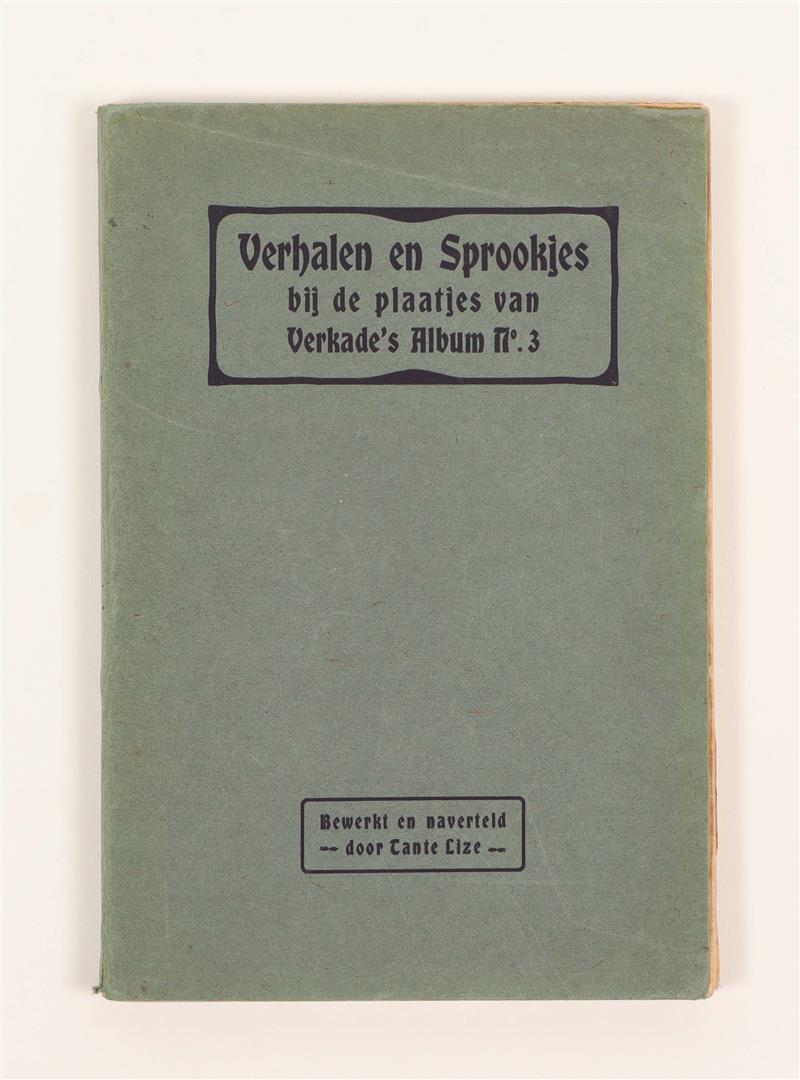 Verhalen en Sprookjes
bij de plaatjes van
Verkade's Album No. 3
Bewerkt en naverteld
-- door Tante Lize --